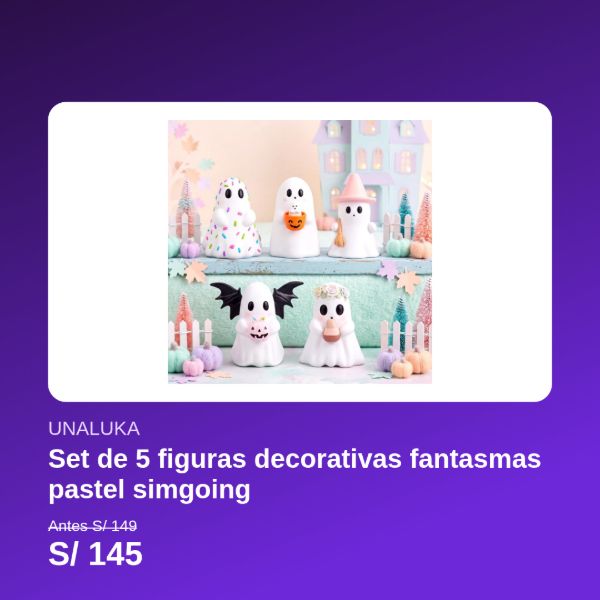 UNALUKA
Set de 5 figuras decorativas fantasmas
pastel simgoing
Antes S/ 149
S/ 145